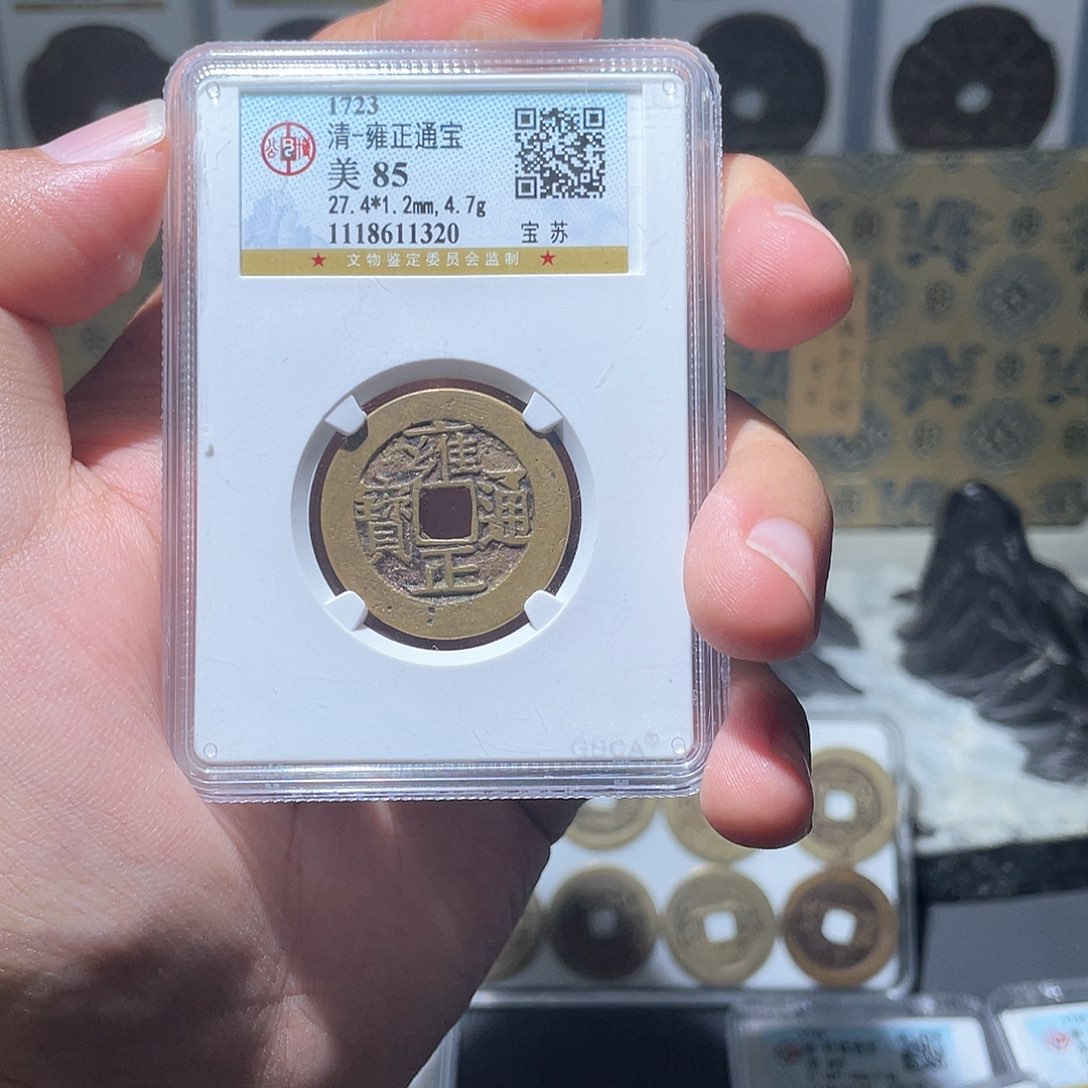 1723
清-雍正通宝
美 85
27.4*1.2mm, 4.7g
1118611320
宝 苏
★ 文物鉴定委员会监制 ★
雍正通寶